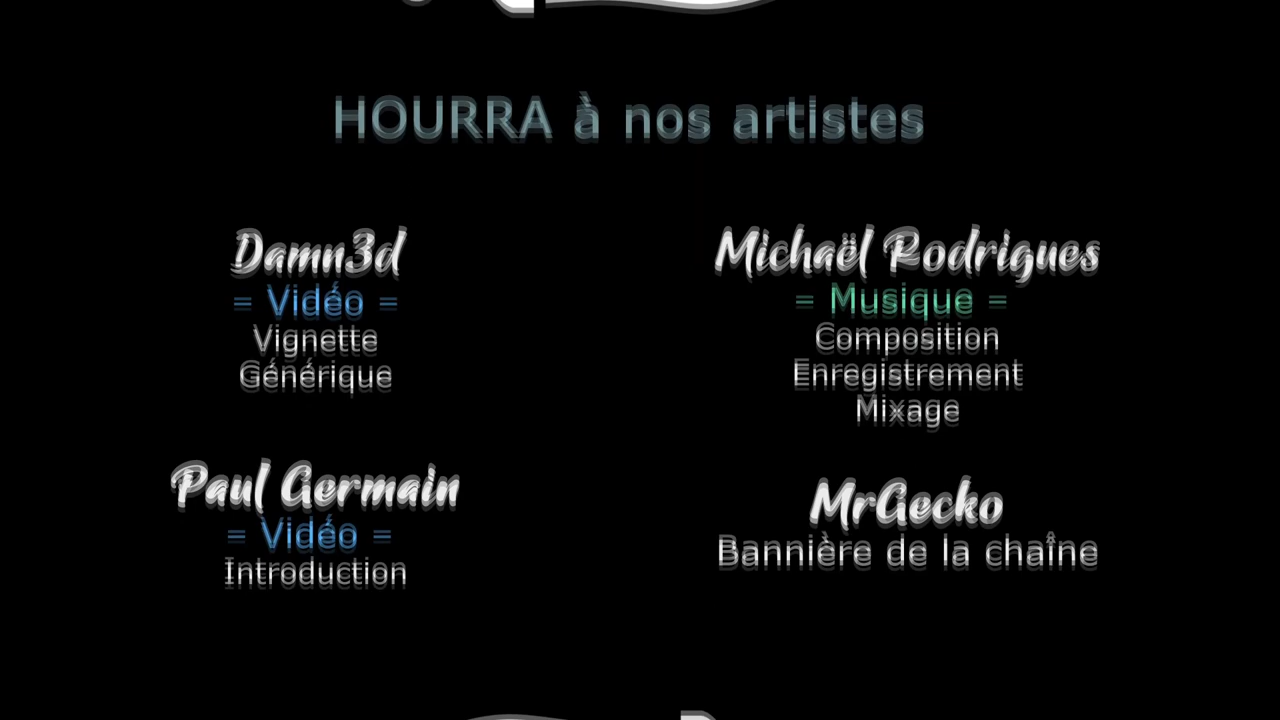 HOURRA à nos artistes
Damn3d
= Vidéo =
Vignette
Générique
Michaël Rodrigues
= Musique =
Composition
Enregistrement
Mixage
Paul Germain
= Vidéo =
Introduction
MrGecko
Bannière de la chaîne